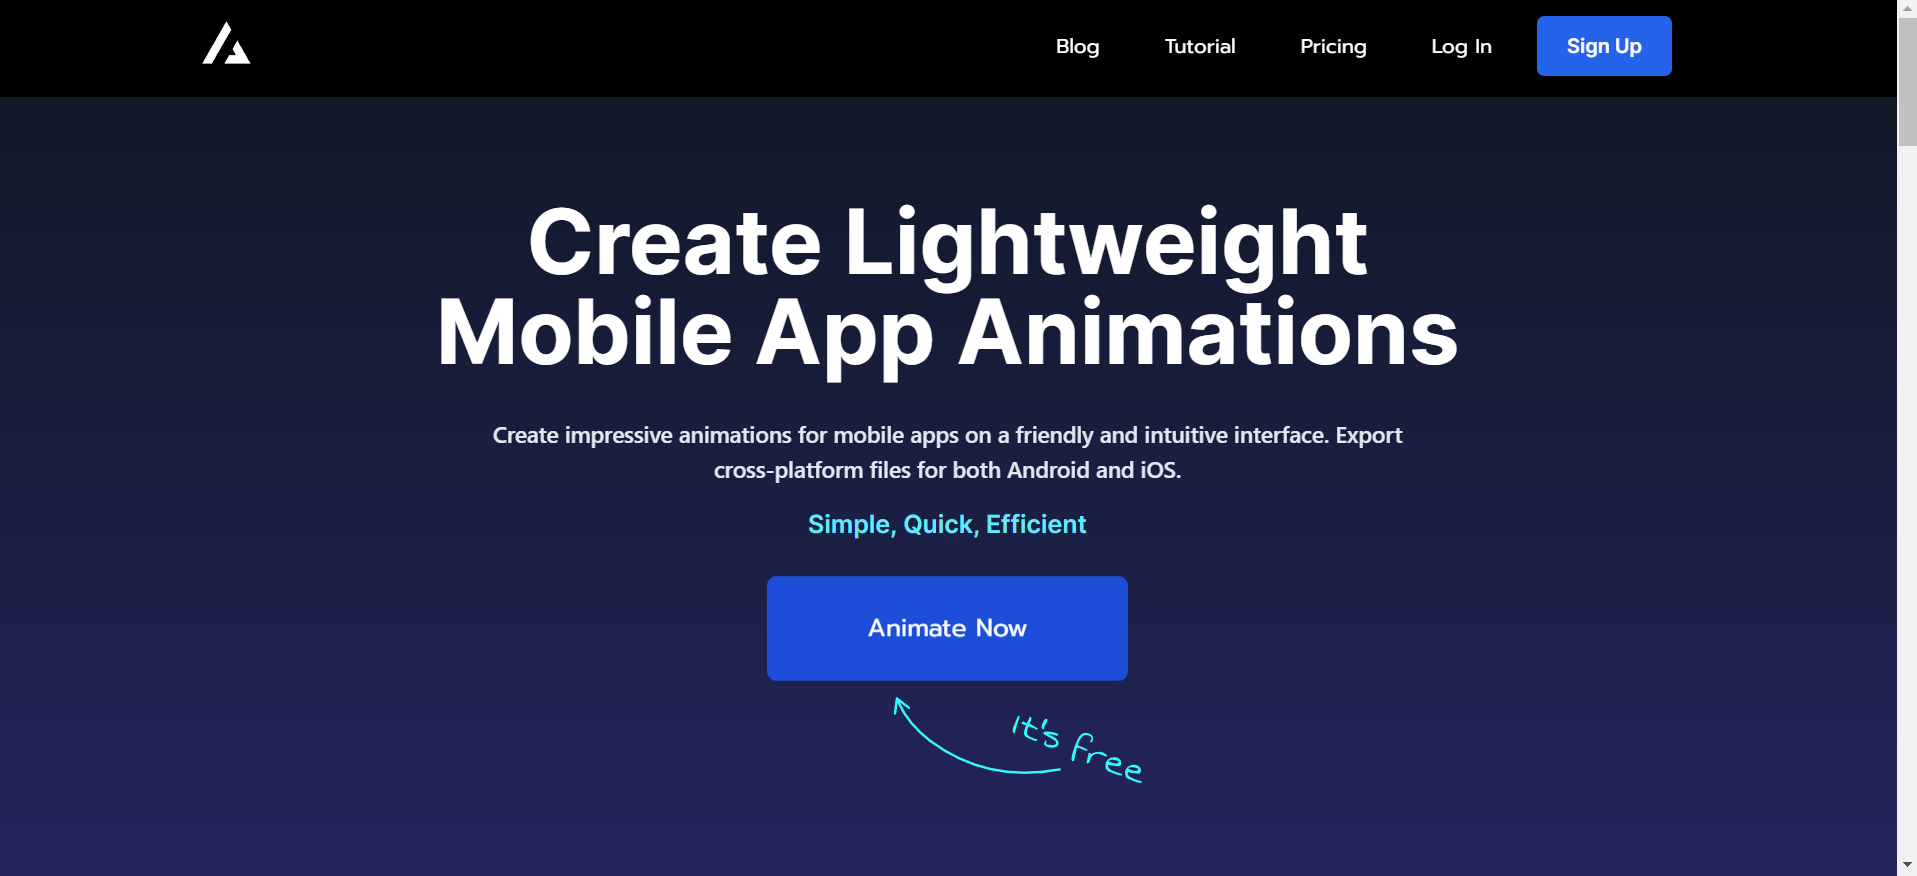 Blog Tutorial Pricing Log In Sign Up
Create Lightweight
Mobile App Animations
Create impressive animations for mobile apps on a friendly and intuitive interface. Export
cross-platform files for both Android and iOS.
Simple, Quick, Efficient
Animate Now
It's free